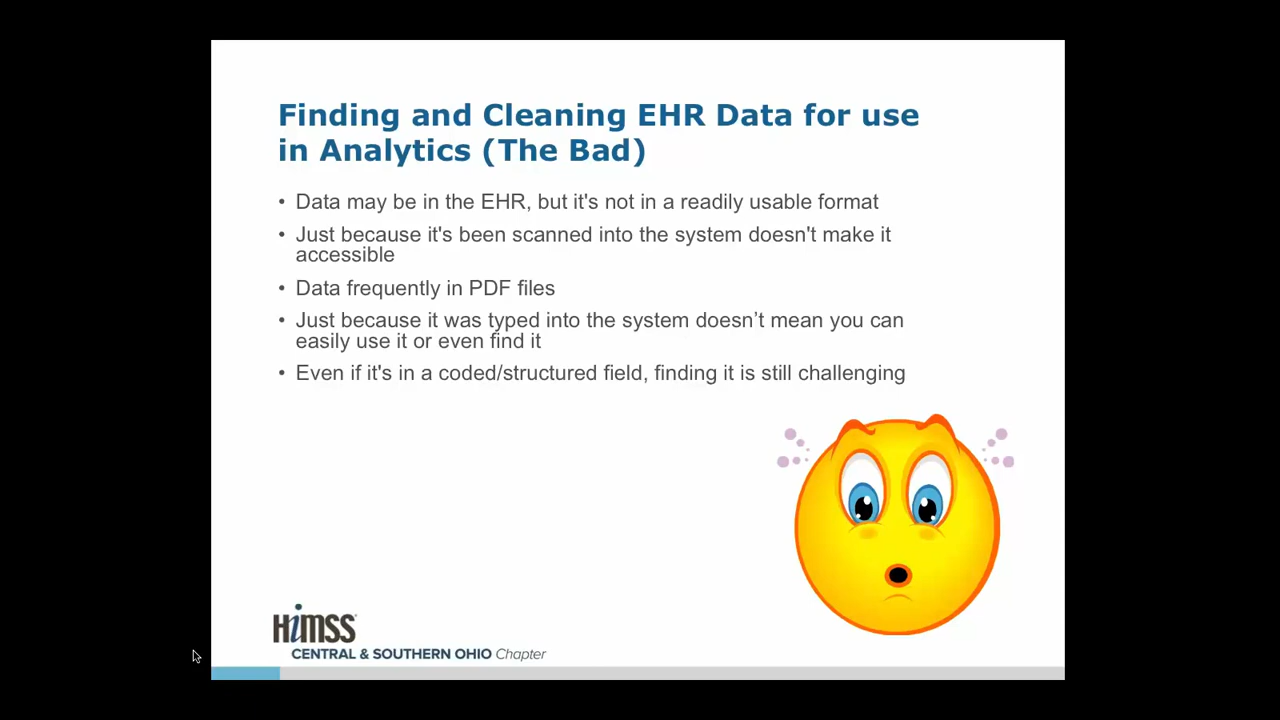 Finding and Cleaning EHR Data for use
in Analytics (The Bad)
• Data may be in the EHR, but it's not in a readily usable format
• Just because it's been scanned into the system doesn't make it
accessible
• Data frequently in PDF files
• Just because it was typed into the system doesn’t mean you can
easily use it or even find it
• Even if it's in a coded/structured field, finding it is still challenging
HiMSS
CENTRAL & SOUTHERN OHIO Chapter